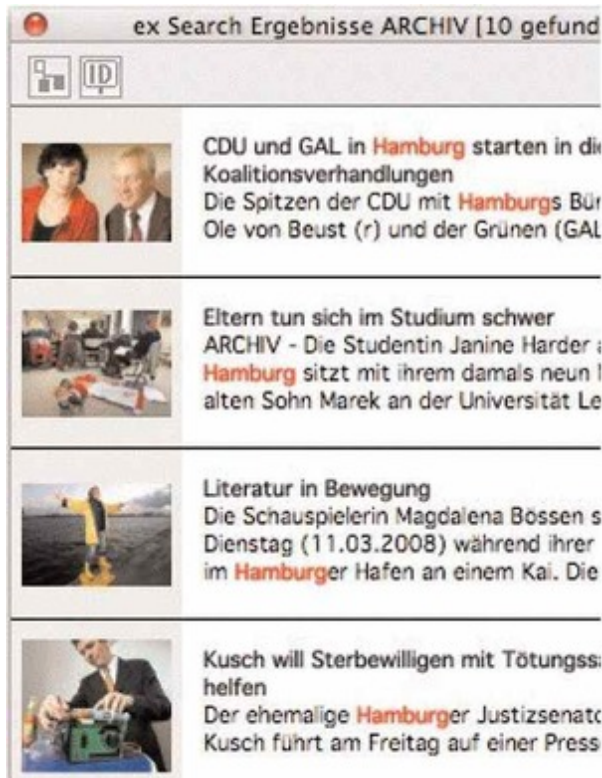 ex Search Ergebnisse ARCHIV [10 gefund
ID
CDU und GAL in Hamburg starten in die
Koalitionsverhandlungen
Die Spitzen der CDU mit Hamburgs Bür
Ole von Beust (r) und der Grünen (GAL
Eltern tun sich im Studium schwer
ARCHIV - Die Studentin Janine Harder a
Hamburg sitzt mit ihrem damals neun
alten Sohn Marek an der Universität Le
Literatur in Bewegung
Die Schauspielerin Magdalena Bössen s
Dienstag (11.03.2008) während ihrer
im Hamburger Hafen an einem Kai. Die
Kusch will Sterbewilligen mit Tötungss
helfen
Der ehemalige Hamburger Justizsenato
Kusch führt am Freitag auf einer Press